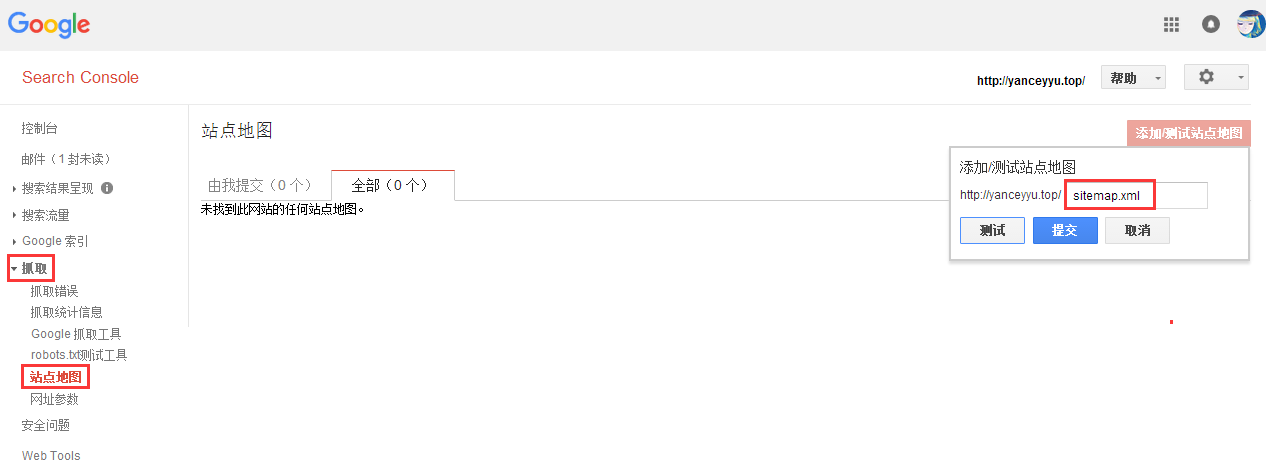 Google
Search Console
http://yanceyyu.top/
帮助
控制台
邮件（1 封未读）
搜索结果呈现
搜索流量
Google 索引
抓取
抓取错误
抓取统计信息
Google 抓取工具
robots.txt测试工具
站点地图
网址参数
安全问题
Web Tools
站点地图
添加/测试站点地图
由我提交（0 个）
全部（0 个）
未找到此网站的任何站点地图。
添加/测试站点地图
http://yanceyyu.top/ sitemap.xml
测试 提交 取消